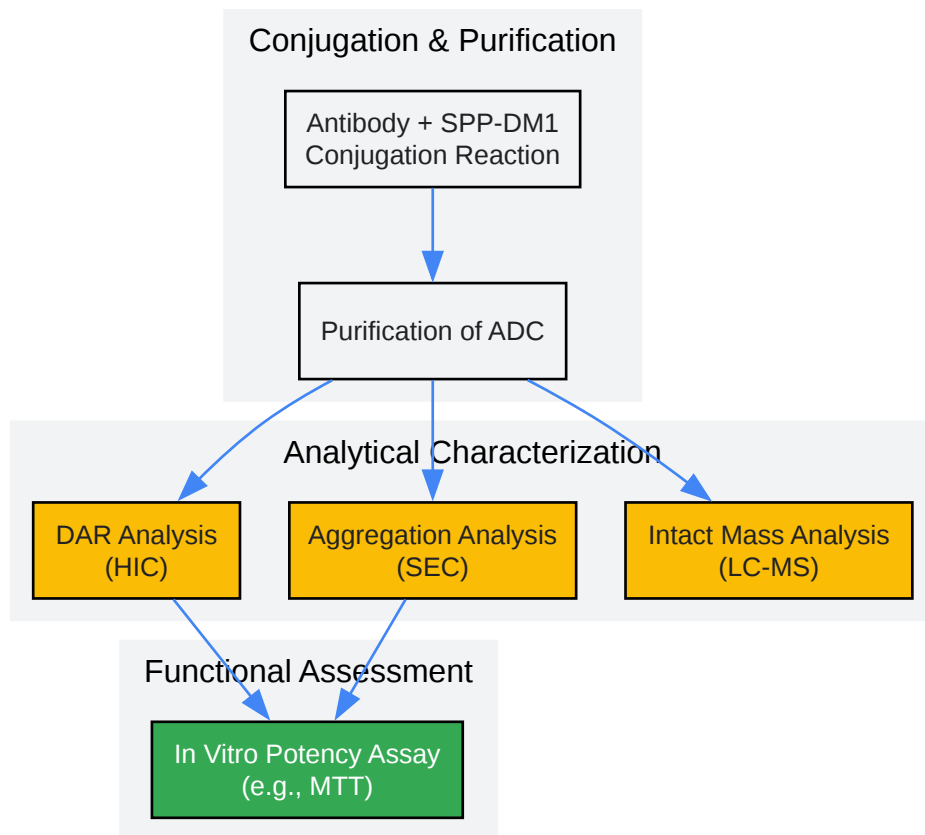 Conjugation & Purification
Antibody + SPP-DM1
Conjugation Reaction
Purification of ADC
Analytical Characterization
DAR Analysis
(HIC)
Aggregation Analysis
(SEC)
Intact Mass Analysis
(LC-MS)
Functional Assessment
In Vitro Potency Assay
(e.g., MTT)